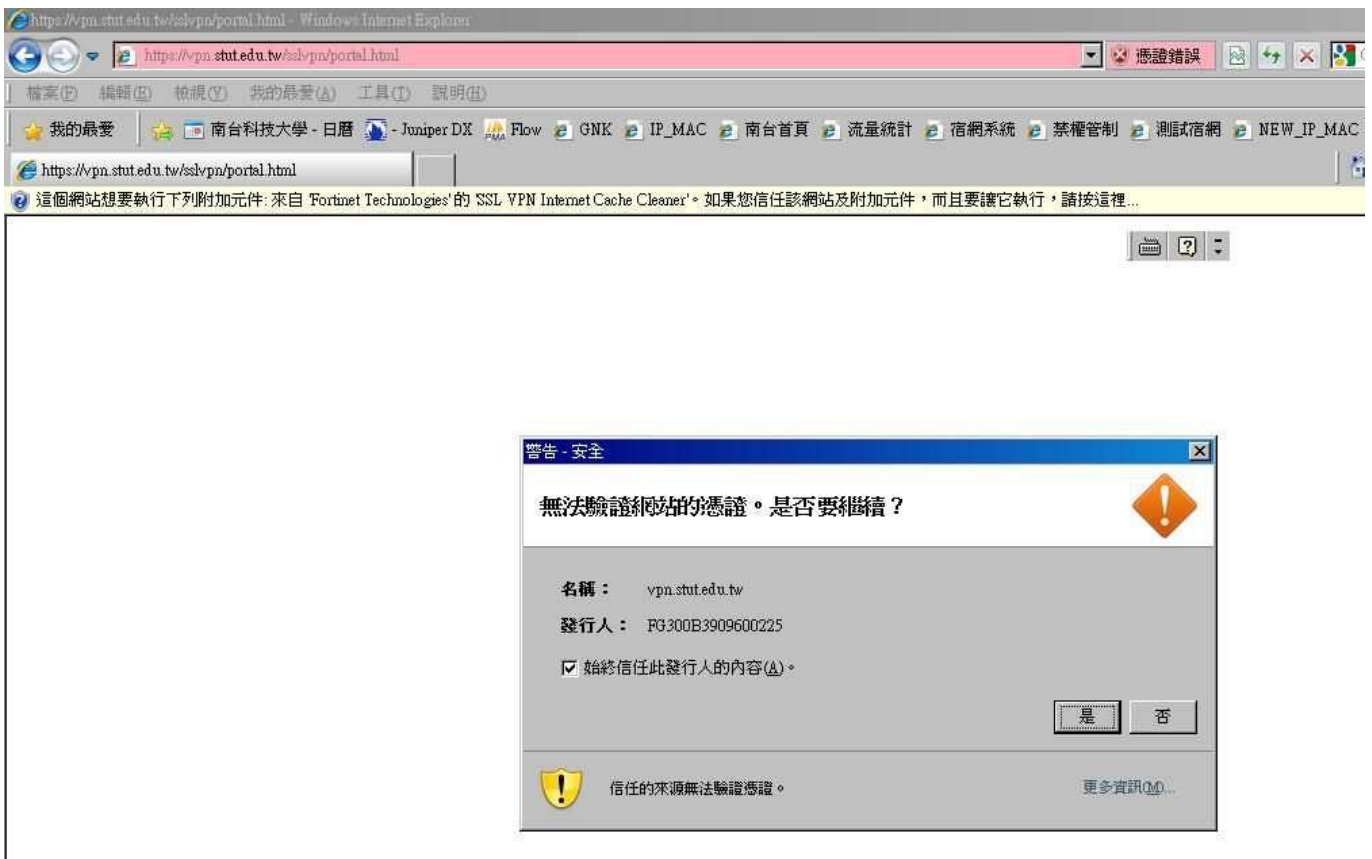 https://vpn.stut.edu.tw/sslvpn/portal.html - Windows Internet Explorer
https://vpn.stut.edu.tw/sslvpn/portal.html 憑證錯誤
檔案(F) 編輯(E) 檢視(V) 我的最愛(A) 工具(T) 說明(H)
我的最愛 南台科技大學 - 日曆 - Juniper DX Flow GNK IP_MAC 南台首頁 流量統計 宿網系統 禁權管制 測試宿網 NEW_IP_MAC
https://vpn.stut.edu.tw/sslvpn/portal.html
這個網站想要執行下列附加元件: 來自 'Fortinet Technologies' 的 'SSL VPN Internet Cache Cleaner'。如果您信任該網站及附加元件，而且要讓它執行，請按這裡...
警告 - 安全
無法驗證網站的憑證。是否要繼續？
名稱： vpn.stut.edu.tw
發行人： FG300B3909600225
始終信任此發行人的內容(A)。
是 否
信任的來源無法驗證憑證。 更多資訊(M)...